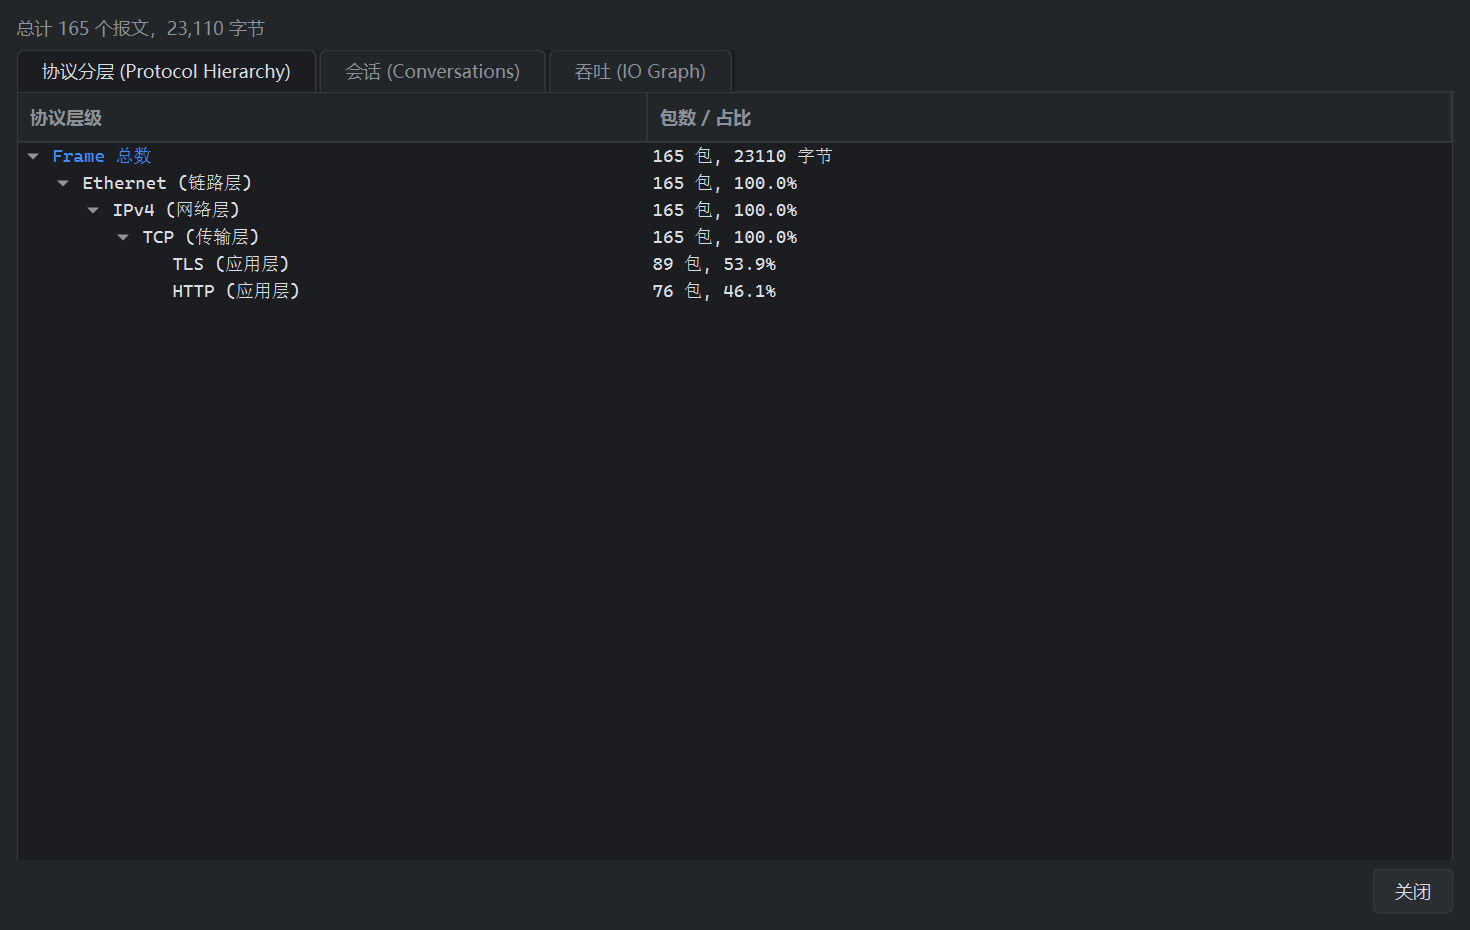 总计 165 个报文，23,110 字节
协议分层 (Protocol Hierarchy) 会话 (Conversations) 吞吐 (IO Graph)
协议层级 包数 / 占比
Frame 总数 165 包, 23110 字节
Ethernet (链路层) 165 包, 100.0%
IPv4 (网络层) 165 包, 100.0%
TCP (传输层) 165 包, 100.0%
TLS (应用层) 89 包, 53.9%
HTTP (应用层) 76 包, 46.1%
关闭